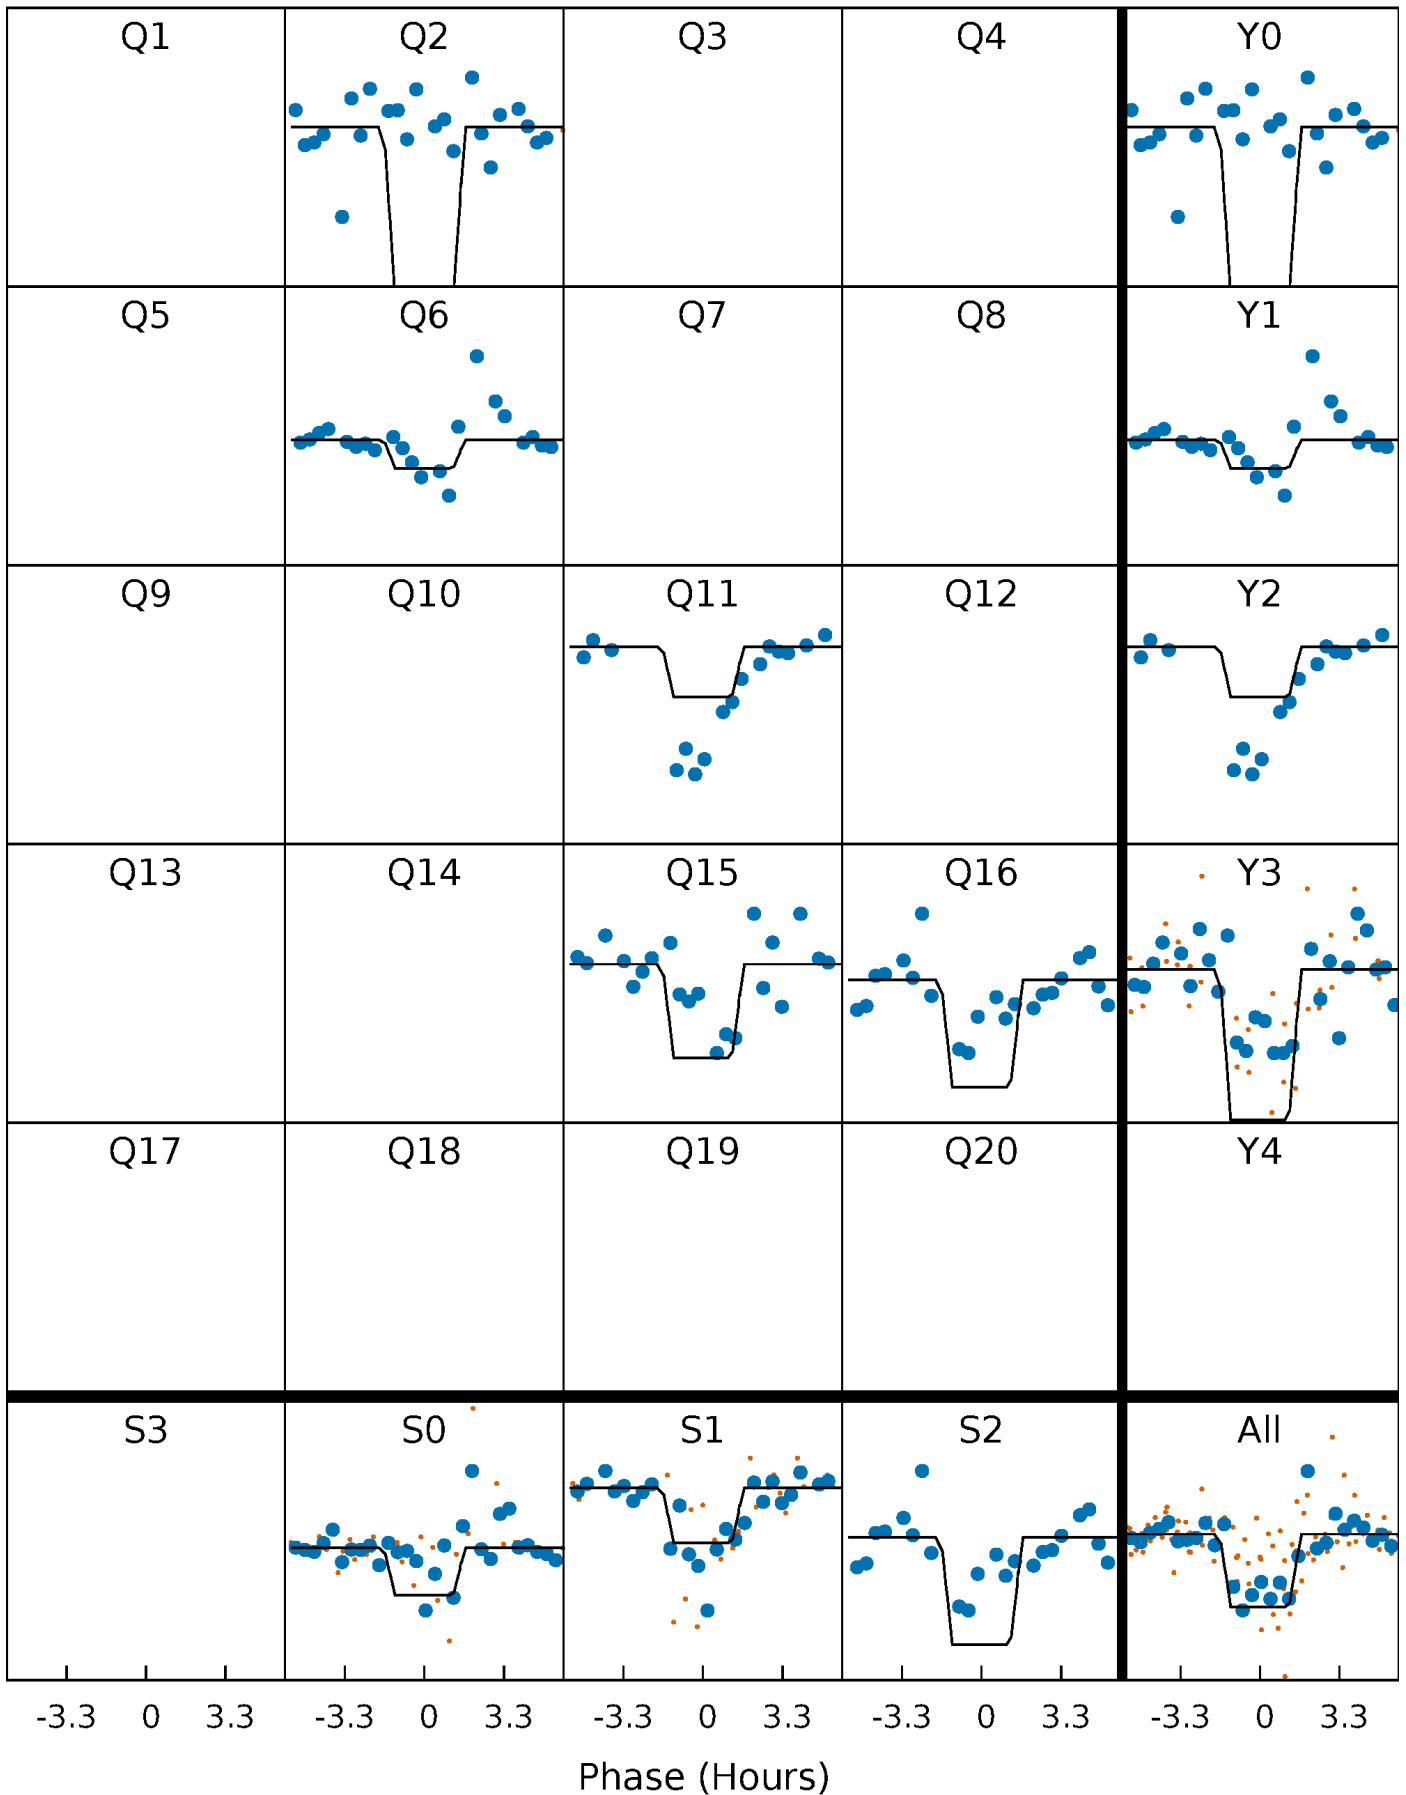 Q1 Q2 Q3 Q4 Y0
Q5 Q6 Q7 Q8 Y1
Q9 Q10 Q11 Q12 Y2
Q13 Q14 Q15 Q16 Y3
Q17 Q18 Q19 Q20 Y4
S3 S0 S1 S2 All
-3.3 0 3.3 -3.3 0 3.3 -3.3 0 3.3 -3.3 0 3.3 -3.3 0 3.3
Phase (Hours)